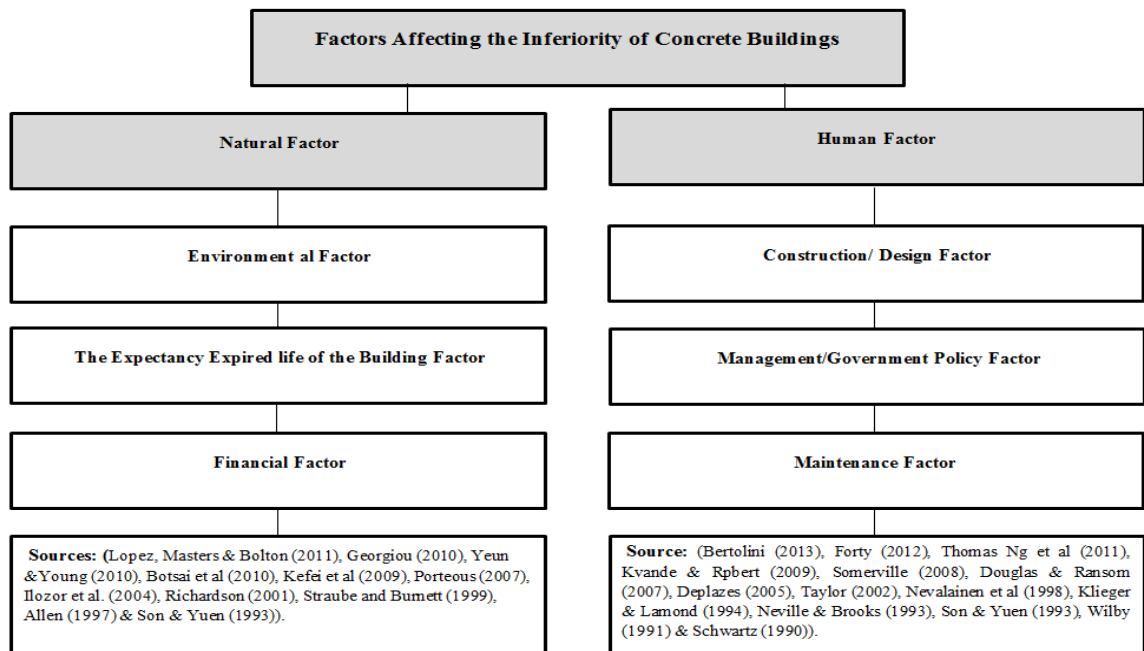 Factors Affecting the Inferiority of Concrete Buildings
Natural Factor
Human Factor
Environment al Factor
Construction/ Design Factor
The Expectancy Expired life of the Building Factor
Management/Government Policy Factor
Financial Factor
Maintenance Factor
Sources: (Lopez, Masters & Bolton (2011), Georgiou (2010), Yeun
&Young (2010), Botsai et al (2010), Kefei et al (2009), Porteous (2007),
Ilozor et al. (2004), Richardson (2001), Straube and Burnett (1999),
Allen (1997) & Son & Yuen (1993)).
Source: (Bertolini (2013), Forty (2012), Thomas Ng et al (2011),
Kvande & Rpbert (2009), Somerville (2008), Douglas & Ransom
(2007), Deplazes (2005), Taylor (2002), Nevalainen et al (1998), Klieger
& Lamond (1994), Neville & Brooks (1993), Son & Yuen (1993), Wilby
(1991) & Schwartz (1990)).